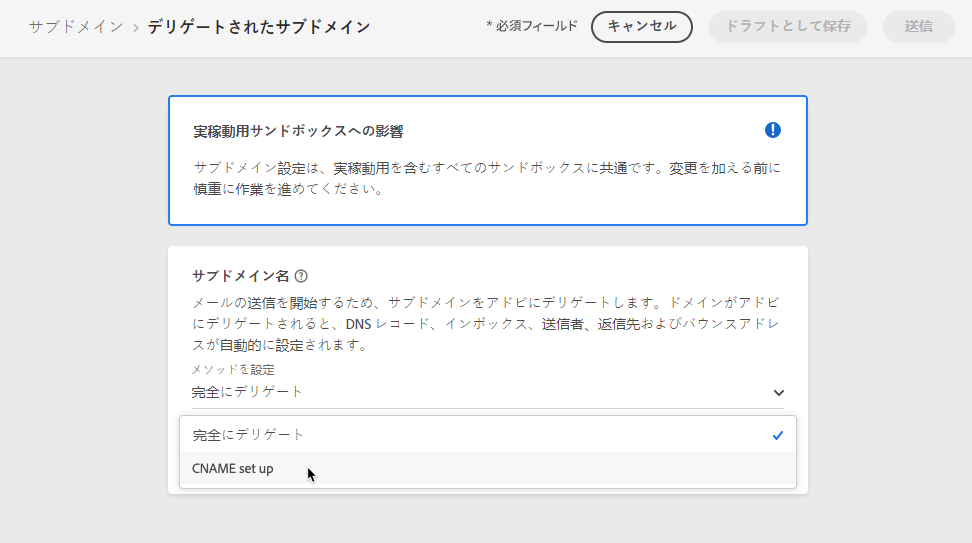 サブドメイン › デリゲートされたサブドメイン
* 必須フィールド
キャンセル
ドラフトとして保存
送信
実稼動用サンドボックスへの影響
サブドメイン設定は、実稼動用を含むすべてのサンドボックスに共通です。変更を加える前に
慎重に作業を進めてください。
サブドメイン名
メールの送信を開始するため、サブドメインをアドビにデリゲートします。ドメインがアドビ
にデリゲートされると、DNS レコード、インボックス、送信者、返信先およびバウンスアドレ
スが自動的に設定されます。
メソッドを設定
完全にデリゲート
完全にデリゲート
CNAME set up